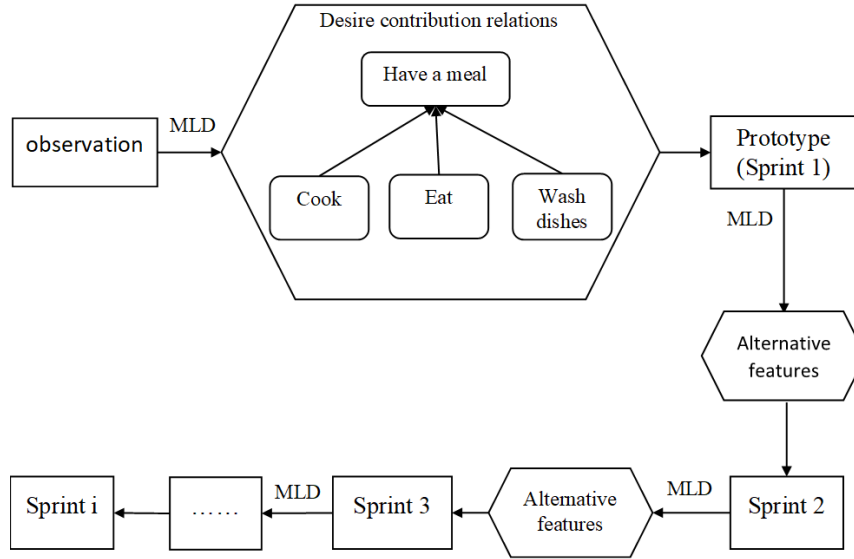 Desire contribution relations
Have a meal
observation
MLD
Prototype
(Sprint 1)
Cook
Eat
Wash
dishes
MLD
Alternative
features
Sprint i
……
MLD
Sprint 3
Alternative
features
MLD
Sprint 2